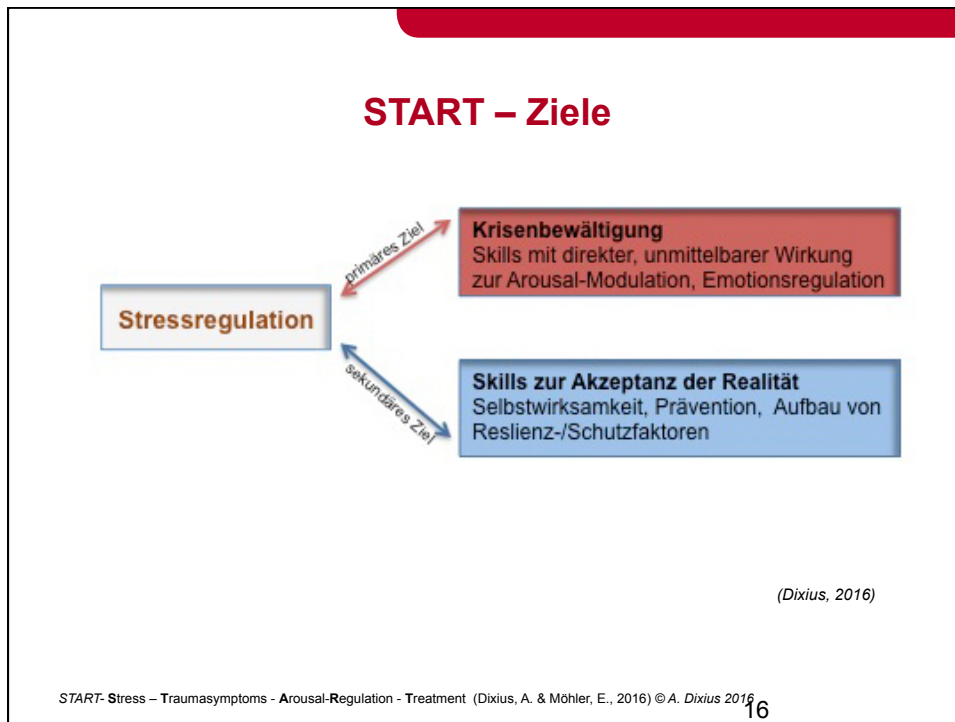 START – Ziele
primäres Ziel
Krisenbewältigung
Skills mit direkter, unmittelbarer Wirkung
zur Arousal-Modulation, Emotionsregulation
Stressregulation
sekundäres Ziel
Skills zur Akzeptanz der Realität
Selbstwirksamkeit, Prävention, Aufbau von
Reslienz-/Schutzfaktoren
(Dixius, 2016)
START- Stress – Traumasymptoms - Arousal-Regulation - Treatment (Dixius, A. & Möhler, E., 2016) © A. Dixius 2016
16